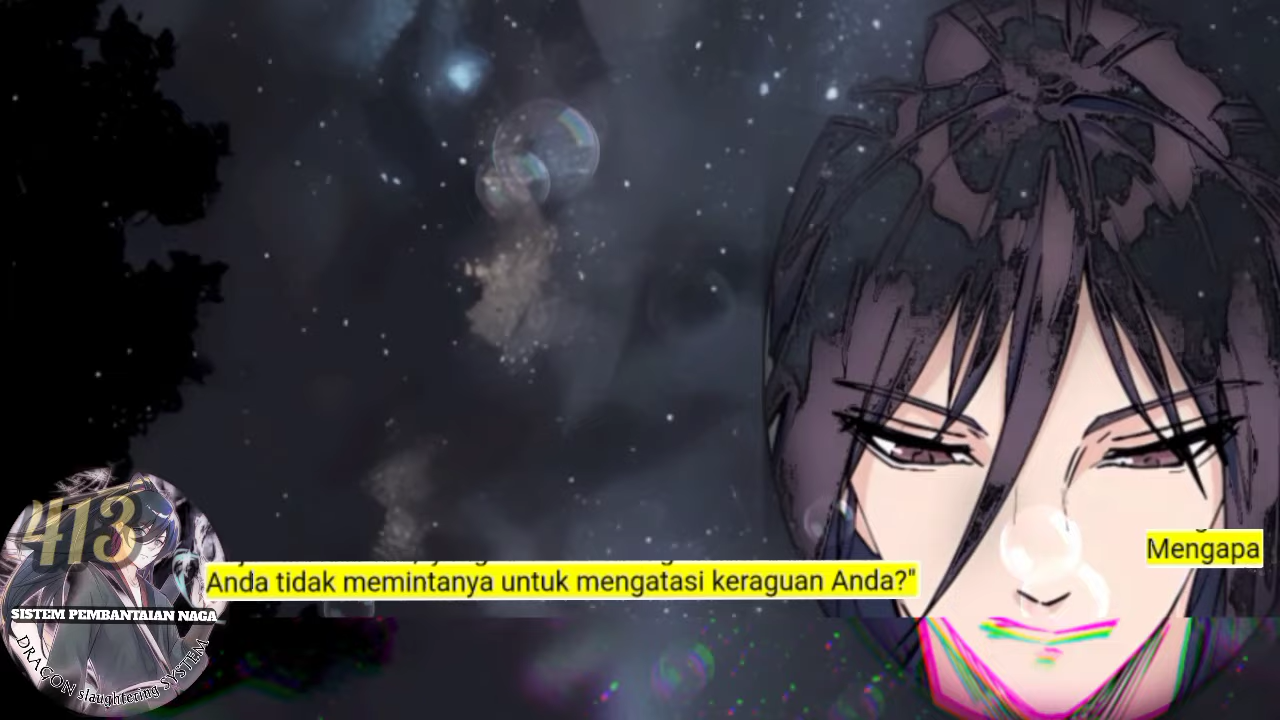 413
SISTEM PEMBANTAIAN NAGA
DRAGON slaughtering SYSTEM
Mengapa
Anda tidak memintanya untuk mengatasi keraguan Anda?"